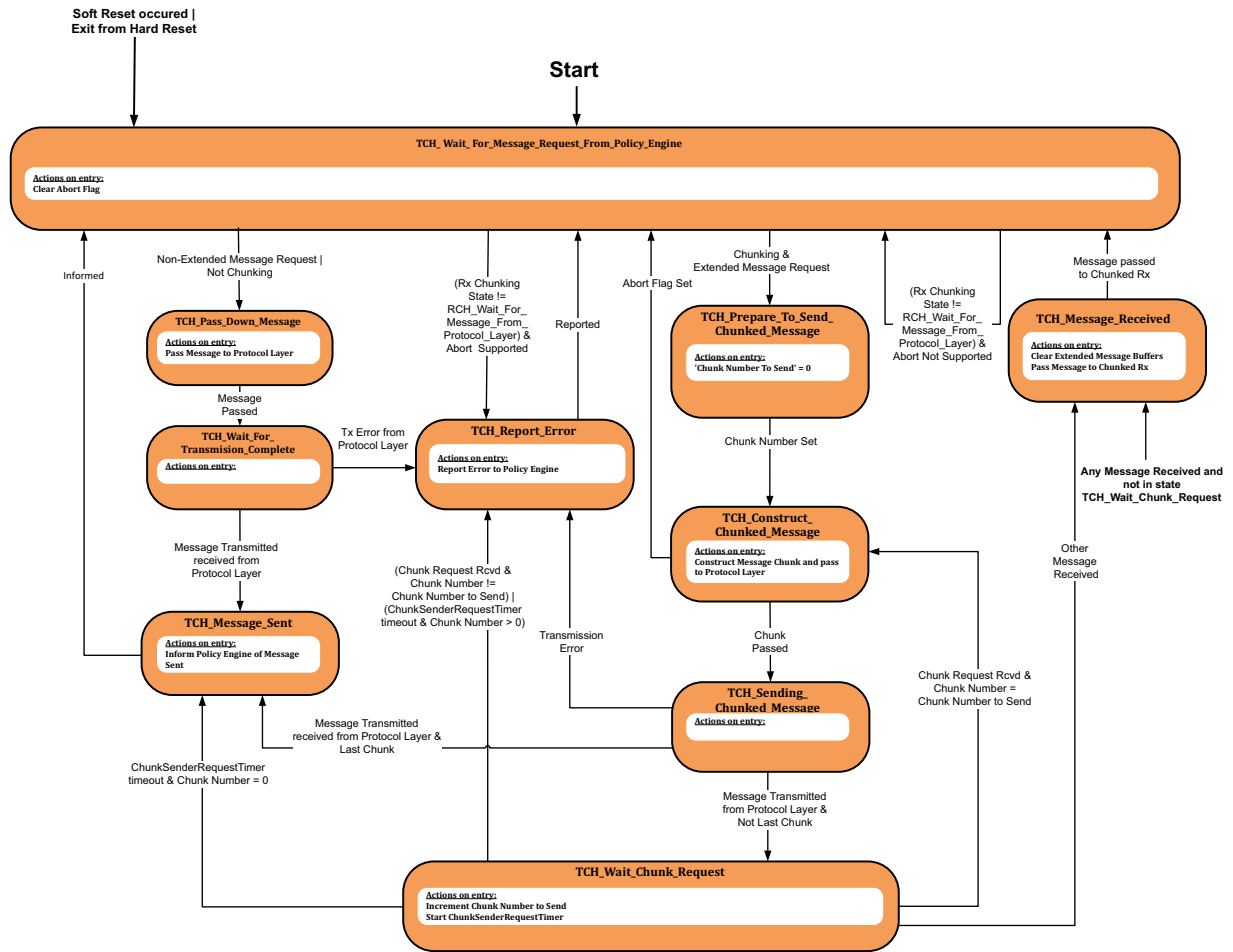 Soft Reset occured |
Exit from Hard Reset
Start
TCH_ Wait_ For_Message_Request_From_Policy_Engine
Actions on entry:
Clear Abort Flag
Informed
Non-Extended Message Request |
Not Chunking
(Rx Chunking
State !=
RCH_Wait_For_
Message_From_
Protocol_Layer) &
Abort  Supported
Reported
Abort Flag Set
Chunking &
Extended Message Request
(Rx Chunking
State !=
RCH_Wait_For_
Message_From_
Protocol_Layer) &
Abort Not Supported
Message passed
to Chunked Rx
TCH_Pass_Down_Message
Actions on entry:
Pass Message to Protocol Layer
TCH_Prepare_To_Send_
Chunked_Message
Actions on entry:
'Chunk Number To Send' = 0
TCH_Message_Received
Actions on entry:
Clear Extended Message Buffers
Pass Message to Chunked Rx
Message
Passed
TCH_Wait_For_
Transmision_Complete
Actions on entry:
Tx Error from
Protocol Layer
TCH_Report_Error
Actions on entry:
Report Error to Policy Engine
Chunk Number Set
Any Message Received and
not in state
TCH_Wait_Chunk_Request
TCH_Construct_
Chunked_Message
Actions on entry:
Construct Message Chunk and pass
to Protocol Layer
Message Transmitted
received from
Protocol Layer
(Chunk Request Rcvd &
Chunk Number !=
Chunk Number to Send) |
(ChunkSenderRequestTimer
timeout & Chunk Number > 0)
Other
Message
Received
TCH_Message_Sent
Actions on entry:
Inform Policy Engine of Message
Sent
Transmission
Error
Chunk
Passed
Chunk Request Rcvd &
Chunk Number =
Chunk Number to Send
TCH_Sending_
Chunked_Message
Actions on entry:
Message Transmitted
received from Protocol Layer &
Last Chunk
ChunkSenderRequestTimer
timeout & Chunk Number = 0
Message Transmitted
from Protocol Layer &
Not Last Chunk
TCH_Wait_Chunk_Request
Actions on entry:
Increment Chunk Number to Send
Start ChunkSenderRequestTimer